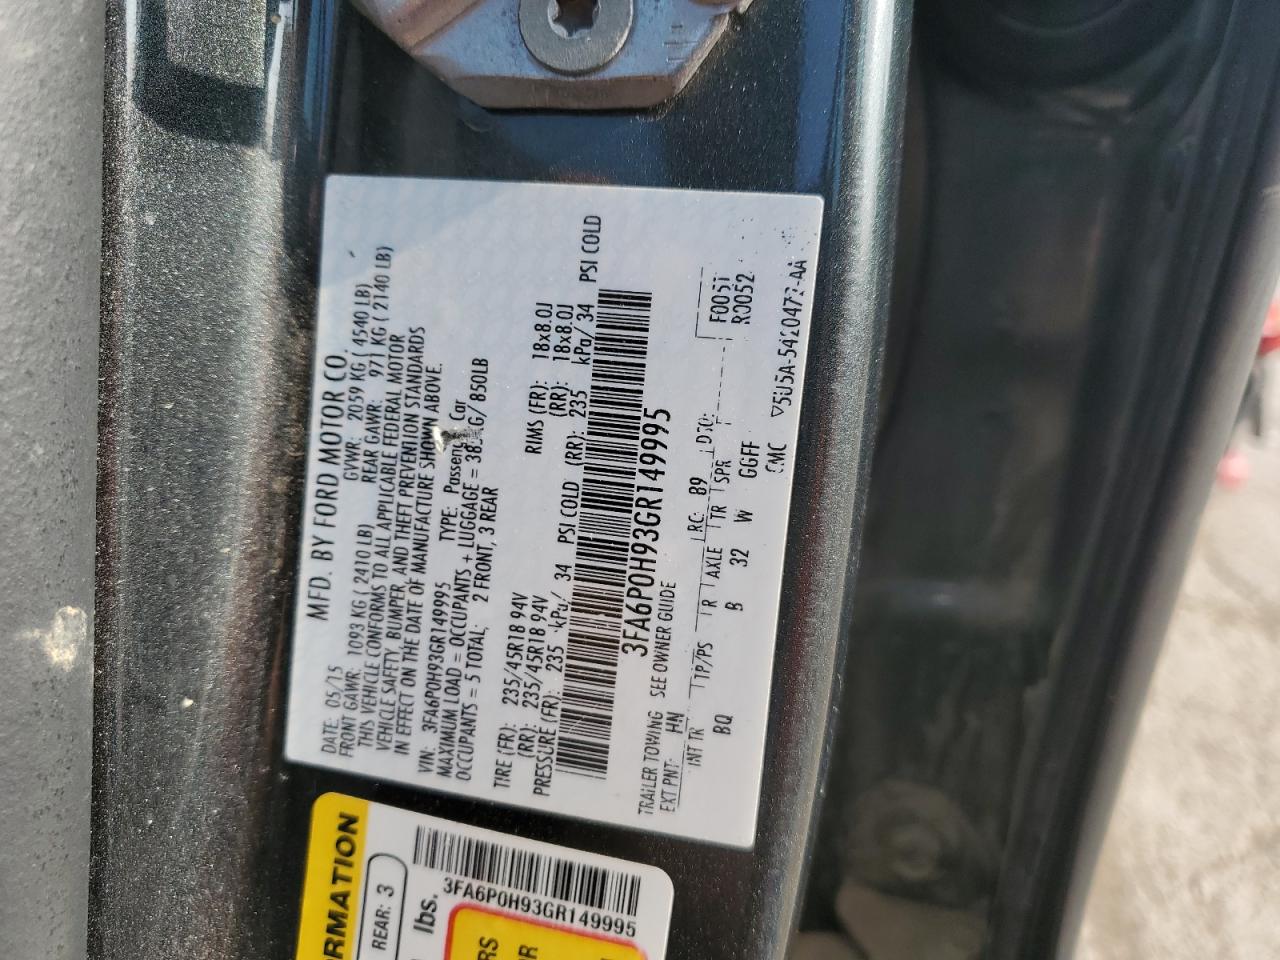 MFD. BY FORD MOTOR CO.
DATE: 05/15 GVWR: 2059 KG ( 4540 LB)
FRONT GAWR: 1093 KG ( 2410 LB) REAR GAWR: 971 KG ( 2140 LB)
THIS VEHICLE CONFORMS TO ALL APPLICABLE FEDERAL MOTOR
VEHICLE SAFETY, BUMPER, AND THEFT PREVENTION STANDARDS
IN EFFECT ON THE DATE OF MANUFACTURE SHOWN ABOVE.
VIN: 3FA6P0H93GR149995 TYPE: Passenger Car
MAXIMUM LOAD = OCCUPANTS + LUGGAGE = G/ 850LB
OCCUPANTS = 5 TOTAL: 2 FRONT, 3 REAR
TIRE (FR): 235/45R18 94V RIMS (FR): 18x8.0J
(RR): 235/45R18 94V (RR): 18x8.0J
PRESSURE (FR): 235 kPa/ 34 PSI COLD (RR): 235 kPa/ 34 PSI COLD
3FA6P0H93GR149995
TRAILER TOWING SEE OWNER GUIDE
EXT PNT: HN RC: 89 DSO:
INT TR TP/PS R AXLE TR SPR F0051
BQ B 32 W GGFF R0052
CMC
RMATION
REAR: 3
lbs.
3FA6P0H93GR149995